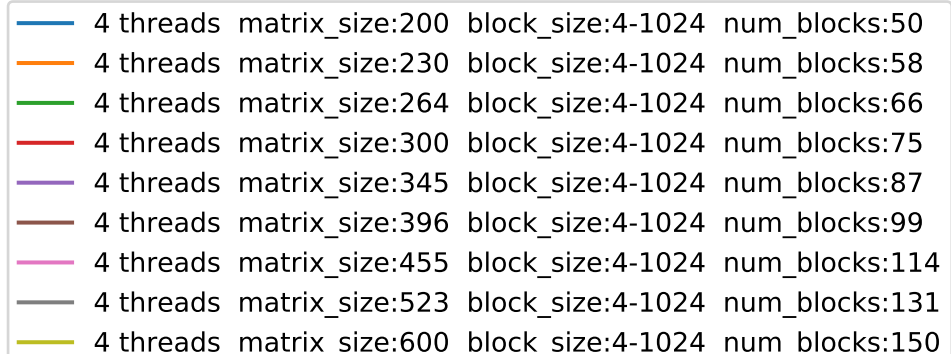 4 threads  matrix_size:200  block_size:4-1024  num_blocks:50
4 threads  matrix_size:230  block_size:4-1024  num_blocks:58
4 threads  matrix_size:264  block_size:4-1024  num_blocks:66
4 threads  matrix_size:300  block_size:4-1024  num_blocks:75
4 threads  matrix_size:345  block_size:4-1024  num_blocks:87
4 threads  matrix_size:396  block_size:4-1024  num_blocks:99
4 threads  matrix_size:455  block_size:4-1024  num_blocks:114
4 threads  matrix_size:523  block_size:4-1024  num_blocks:131
4 threads  matrix_size:600  block_size:4-1024  num_blocks:150